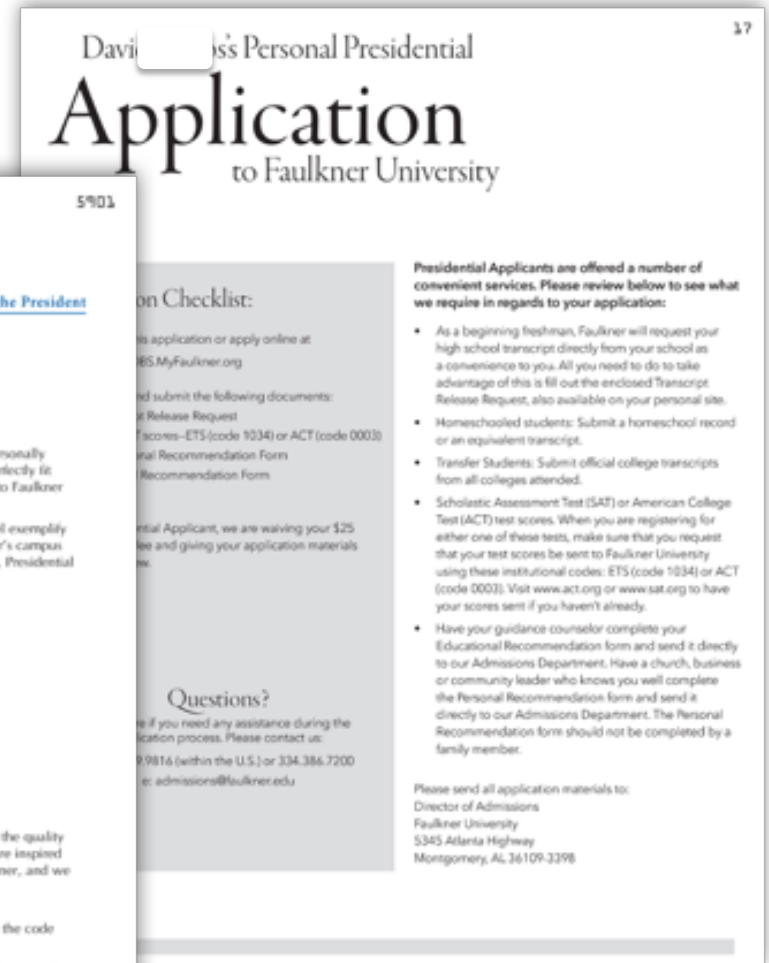 17
Davi s's Personal Presidential
Application
to Faulkner University
5901
he President
rsonally
rfectly fit
to Faulkner
l exemplify
r's campus
, Presidential
the quality
re inspired
ner, and we
the code
on Checklist:
is application or apply online at
BS.MyFaulkner.org
nd submit the following documents:
t Release Request
T scores–ETS (code 1034) or ACT (code 0003)
nal Recommendation Form
l Recommendation Form
ntial Applicant, we are waiving your $25
fee and giving your application materials
ew.
Questions?
re if you need any assistance during the
lication process. Please contact us:
9.9816 (within the U.S.) or 334.386.7200
e: admissions@faulkner.edu
Presidential Applicants are offered a number of
convenient services. Please review below to see what
we require in regards to your application:
• As a beginning freshman, Faulkner will request your
high school transcript directly from your school as
a convenience to you. All you need to do to take
advantage of this is fill out the enclosed Transcript
Release Request, also available on your personal site.
• Homeschooled students: Submit a homeschool record
or an equivalent transcript.
• Transfer Students: Submit official college transcripts
from all colleges attended.
• Scholastic Assessment Test (SAT) or American College
Test (ACT) test scores. When you are registering for
either one of these tests, make sure that you request
that your test scores be sent to Faulkner University
using these institutional codes: ETS (code 1034) or ACT
(code 0003). Visit www.act.org or www.sat.org to have
your scores sent if you haven't already.
• Have your guidance counselor complete your
Educational Recommendation form and send it directly
to our Admissions Department. Have a church, business
or community leader who knows you well complete
the Personal Recommendation form and send it
directly to our Admissions Department. The Personal
Recommendation form should not be completed by a
family member.
Please send all application materials to:
Director of Admissions
Faulkner University
5345 Atlanta Highway
Montgomery, AL 36109-3398